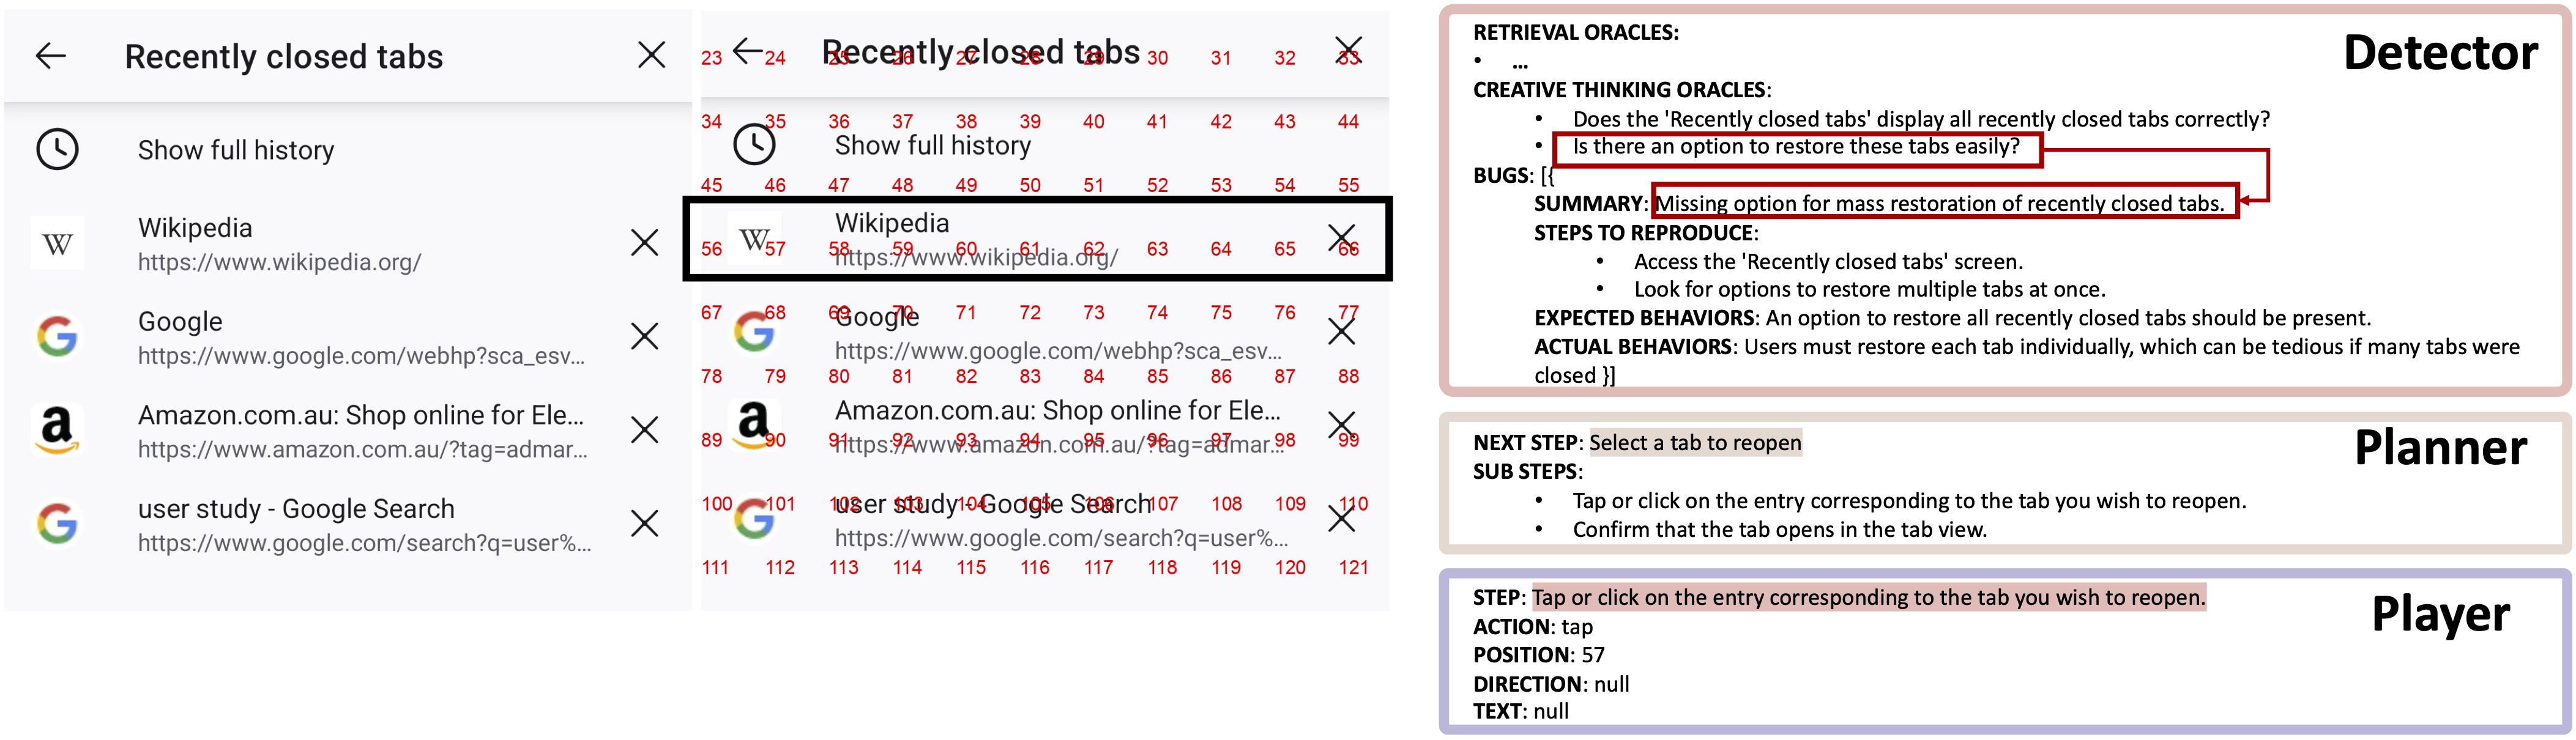 Recently closed tabs
Show full history
W
Wikipedia
https://www.wikipedia.org/
Google
https://www.google.com/webhp?sca_esv...
a
Amazon.com.au: Shop online for Ele...
https://www.amazon.com.au/?tag=admar...
user study - Google Search
https://www.google.com/search?q=user%...
Recently closed tabs
23 24 25 26 27 28 29 30 31 32 33
34 35 36 37 38 39 40 41 42 43 44
Show full history
45 46 47 48 49 50 51 52 53 54 55
W
Wikipedia
56 57 58 59 60 61 62 63 64 65 66
https://www.wikipedia.org/
67 68 69 70 71 72 73 74 75 76 77
Google
https://www.google.com/webhp?sca_esv...
78 79 80 81 82 83 84 85 86 87 88
a
Amazon.com.au: Shop online for Ele...
89 90 91 92 93 94 95 96 97 98 99
https://www.amazon.com.au/?tag=admar...
100 101 102 103 104 105 106 107 108 109 110
user study - Google Search
https://www.google.com/search?q=user%...
111 112 113 114 115 116 117 118 119 120 121
Detector
RETRIEVAL ORACLES:
• ...
CREATIVE THINKING ORACLES:
• Does the 'Recently closed tabs' display all recently closed tabs correctly?
• Is there an option to restore these tabs easily?
BUGS: [{
SUMMARY: Missing option for mass restoration of recently closed tabs.
STEPS TO REPRODUCE:
• Access the 'Recently closed tabs' screen.
• Look for options to restore multiple tabs at once.
EXPECTED BEHAVIORS: An option to restore all recently closed tabs should be present.
ACTUAL BEHAVIORS: Users must restore each tab individually, which can be tedious if many tabs were
closed }]
Planner
NEXT STEP: Select a tab to reopen
SUB STEPS:
• Tap or click on the entry corresponding to the tab you wish to reopen.
• Confirm that the tab opens in the tab view.
Player
STEP: Tap or click on the entry corresponding to the tab you wish to reopen.
ACTION: tap
POSITION: 57
DIRECTION: null
TEXT: null